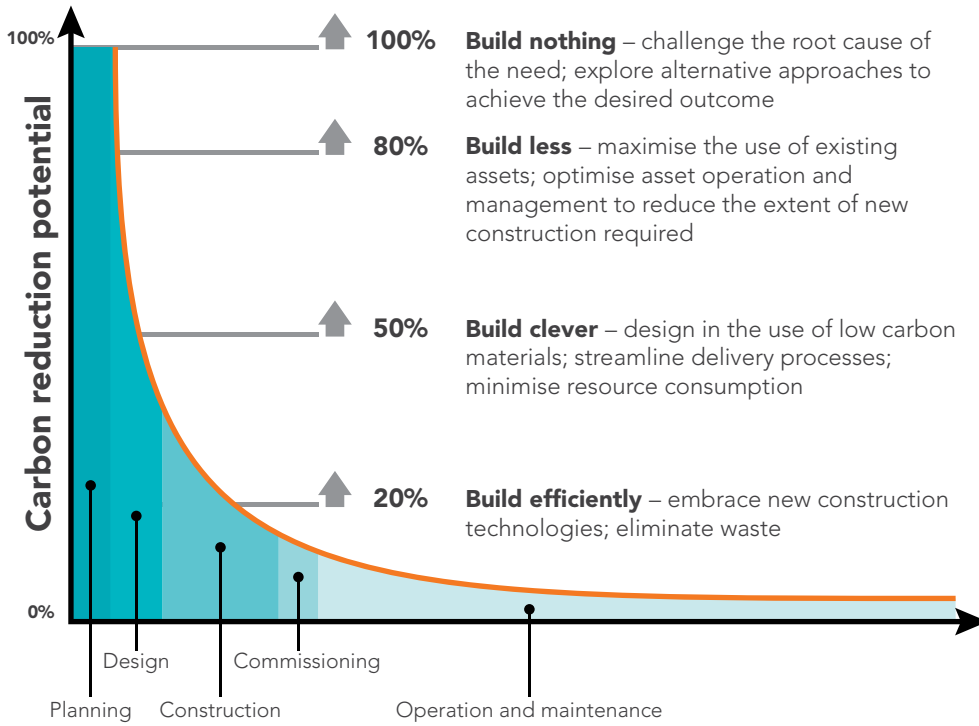 100%
Carbon reduction potential
0%
100%
Build nothing – challenge the root cause of
the need; explore alternative approaches to
achieve the desired outcome
80%
Build less – maximise the use of existing
assets; optimise asset operation and
management to reduce the extent of new
construction required
50%
Build clever – design in the use of low carbon
materials; streamline delivery processes;
minimise resource consumption
20%
Build efficiently – embrace new construction
technologies; eliminate waste
Design
Commissioning
Planning
Construction
Operation and maintenance